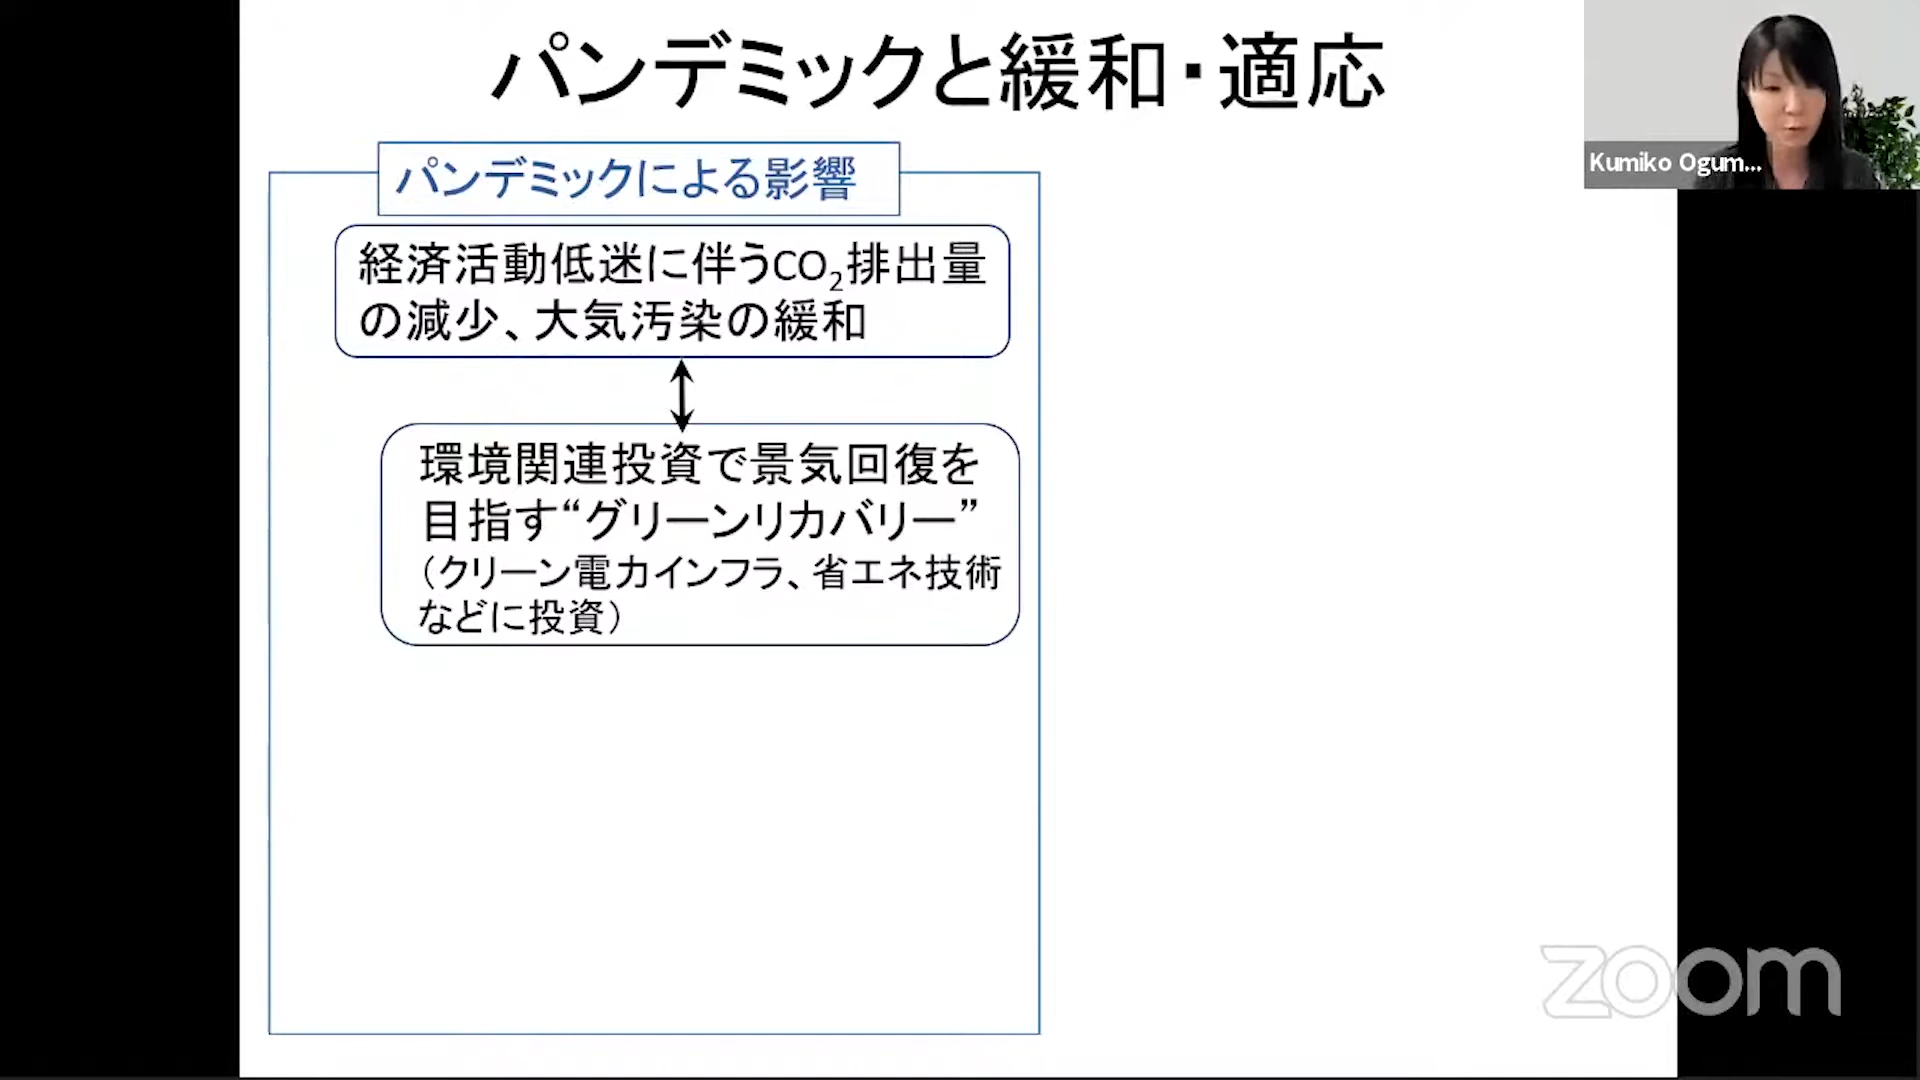 パンデミックと緩和・適応
Kumiko Ogum...
パンデミックによる影響
経済活動低迷に伴うCO₂排出量
の減少、大気汚染の緩和
環境関連投資で景気回復を
目指す“グリーンリカバリー”
（クリーン電力インフラ、省エネ技術
などに投資）
zoom